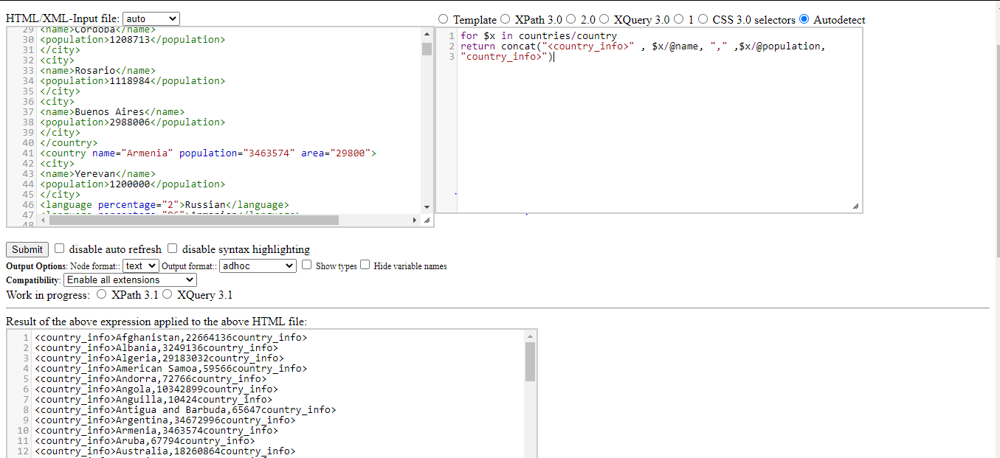 HTML/XML-Input file: auto
Template XPath 3.0 2.0 XQuery 3.0 1 CSS 3.0 selectors Autodetect
29 <name>Cordoba</name>
30 <population>1208713</population>
31 </city>
32 <city>
33 <name>Rosario</name>
34 <population>1118984</population>
35 </city>
36 <city>
37 <name>Buenos Aires</name>
38 <population>2988006</population>
39 </city>
40 </country>
41 <country name="Armenia" population="3463574" area="29800">
42 <city>
43 <name>Yerevan</name>
44 <population>1200000</population>
45 </city>
46 <language percentage="2">Russian</language>
47
48
1 for $x in countries/country
2 return concat("<country_info>" , $x/@name, "," ,$x/@population,
3 "country_info>")
Submit disable auto refresh disable syntax highlighting
Output Options: Node format:: text Output format:: adhoc Show types Hide variable names
Compatibility: Enable all extensions
Work in progress: XPath 3.1 XQuery 3.1
Result of the above expression applied to the above HTML file:
1 <country_info>Afghanistan,22664136country_info>
2 <country_info>Albania,3249136country_info>
3 <country_info>Algeria,29183032country_info>
4 <country_info>American Samoa,59566country_info>
5 <country_info>Andorra,72766country_info>
6 <country_info>Angola,10342899country_info>
7 <country_info>Anguilla,10424country_info>
8 <country_info>Antigua and Barbuda,65647country_info>
9 <country_info>Argentina,34672996country_info>
10 <country_info>Armenia,3463574country_info>
11 <country_info>Aruba,67794country_info>
12 <country_info>Australia,18260864country_info>